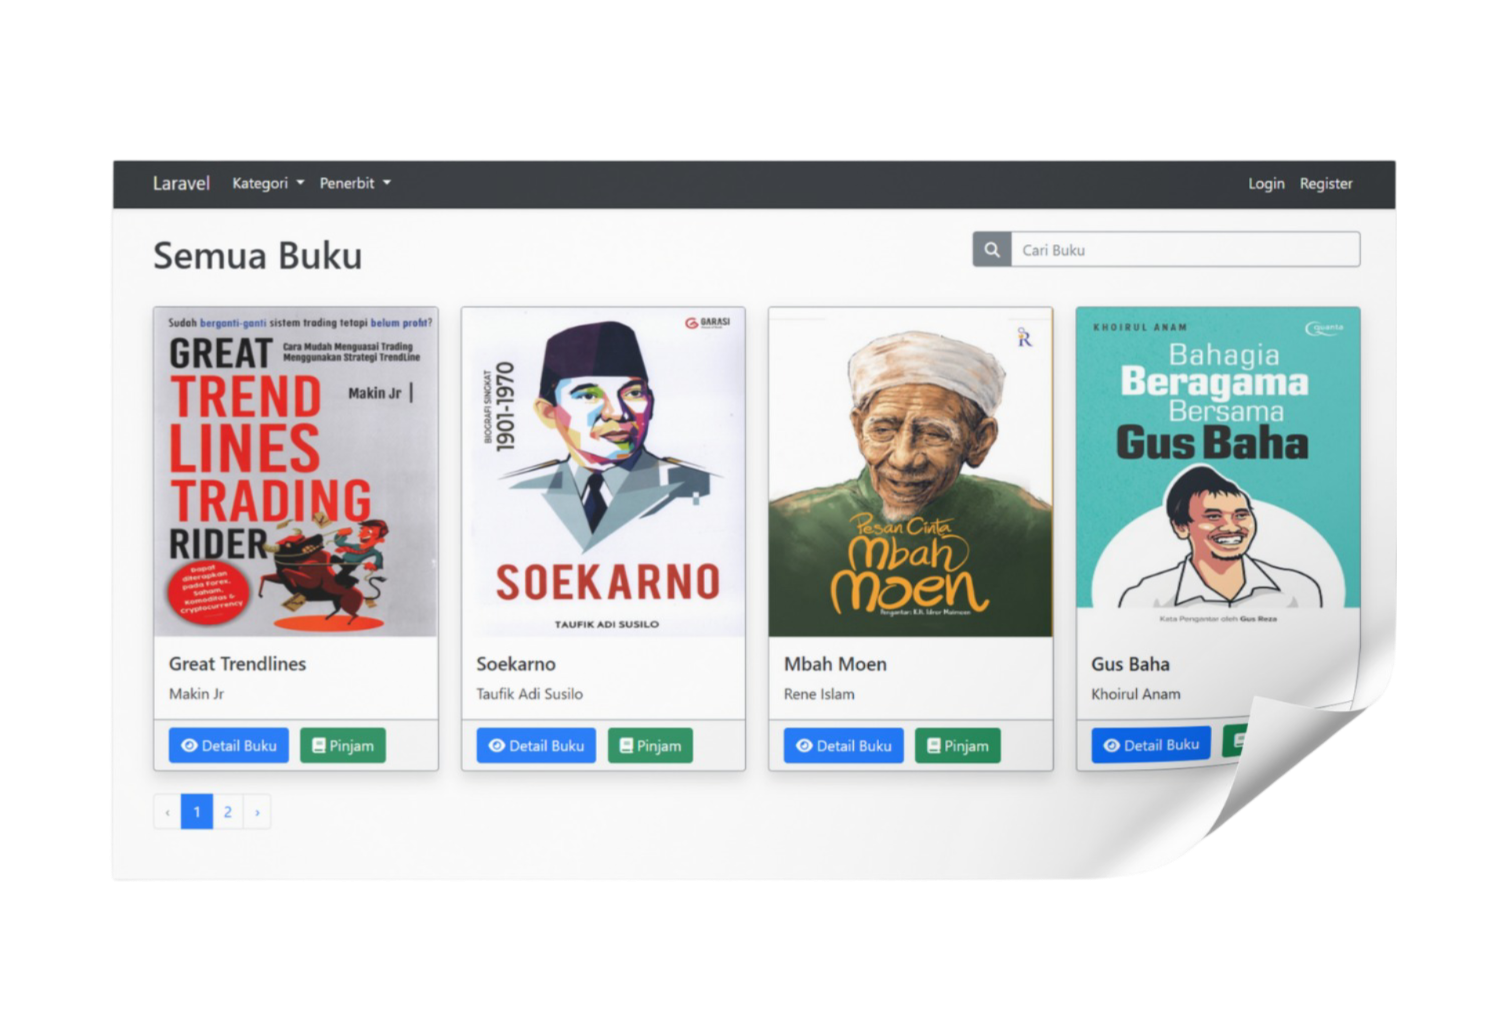 Laravel Kategori Penerbit Login Register
Semua Buku
Cari Buku
Sudah berganti-ganti sistem trading tetapi belum profit?
GREAT
Cara Mudah Menguasai Trading
Menggunakan Strategi TrendLine
TREND
Makin Jr
LINES
TRADING
RIDER
Dapat
diterapkan
pada Forex,
Saham,
Komoditas &
Cryptocurrency
Great Trendlines
Makin Jr
Detail Buku Pinjam
GARASI
BIOGRAFI SINGKAT
1901-1970
SOEKARNO
TAUFIK ADI SUSILO
Soekarno
Taufik Adi Susilo
Detail Buku Pinjam
R
Pesan Cinta
Mbah
Moen
Mbah Moen
Rene Islam
Detail Buku Pinjam
KHOIRUL ANAM
quanta
Bahagia
Beragama
Bersama
Gus Baha
Kata Pengantar oleh Gus Reza
Gus Baha
Khoirul Anam
Detail Buku
‹ 1 2 ›